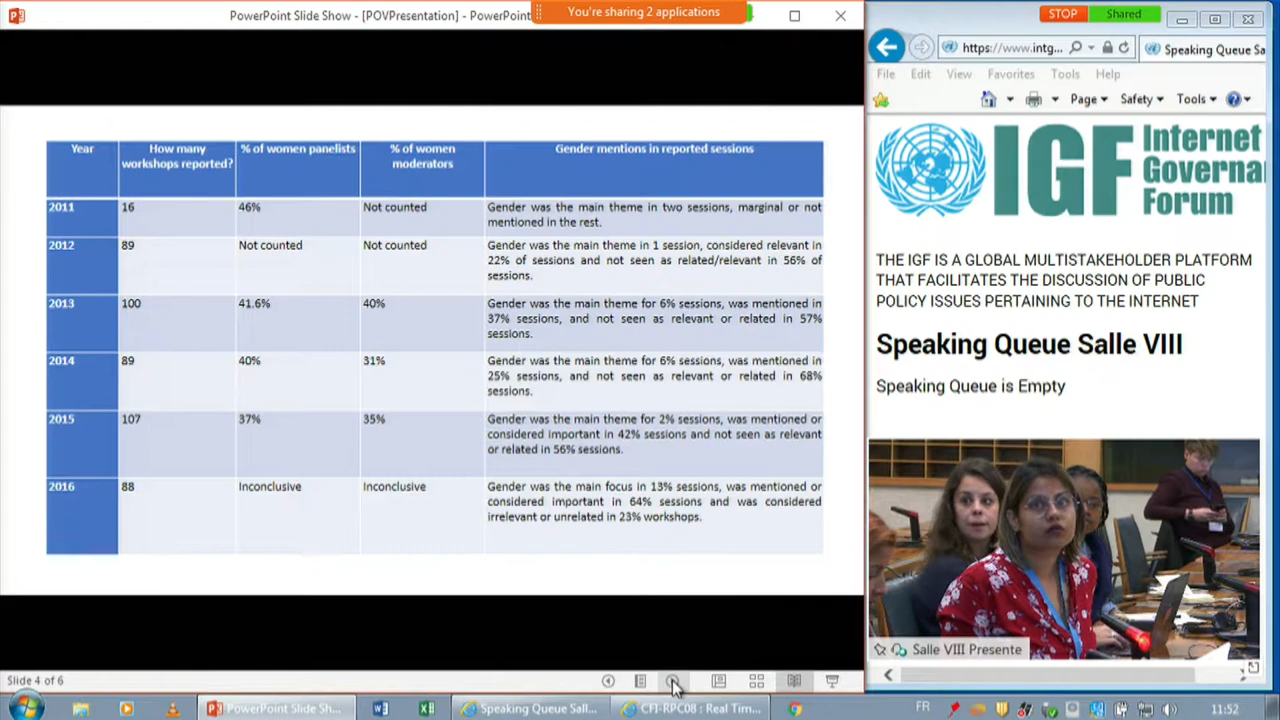 PowerPoint Slide Show - [POVPresentation] - PowerPoint
You're sharing 2 applications
Year
How many
workshops reported?
% of women panelists
% of women
moderators
Gender mentions in reported sessions
2011
16
46%
Not counted
Gender was the main theme in two sessions, marginal or not
mentioned in the rest.
2012
89
Not counted
Not counted
Gender was the main theme in 1 session, considered relevant in
22% of sessions and not seen as related/relevant in 56% of
sessions.
2013
100
41.6%
40%
Gender was the main theme for 6% sessions, was mentioned in
37% sessions, and not seen as relevant or related in 57%
sessions.
2014
89
40%
31%
Gender was the main theme for 6% sessions, was mentioned in
25% sessions, and not seen as relevant or related in 68%
sessions.
2015
107
37%
35%
Gender was the main theme for 2% sessions, was mentioned or
considered important in 42% sessions and not seen as relevant
or related in 56% sessions.
2016
88
Inconclusive
Inconclusive
Gender was the main focus in 13% sessions, was mentioned or
considered important in 64% sessions and was considered
irrelevant or unrelated in 23% workshops.
Slide 4 of 6
STOP
Shared
https://www.intg...
Speaking Queue Sa
File Edit View Favorites Tools Help
Page Safety Tools
IGF
Internet
Governa
Forum
THE IGF IS A GLOBAL MULTISTAKEHOLDER PLATFORM
THAT FACILITATES THE DISCUSSION OF PUBLIC
POLICY ISSUES PERTAINING TO THE INTERNET
Speaking Queue Salle VIII
Speaking Queue is Empty
Salle VIII Presente
PowerPoint Slide Sh...
Speaking Queue Sall...
CFI-RPC08 : Real Tim...
FR
11:52